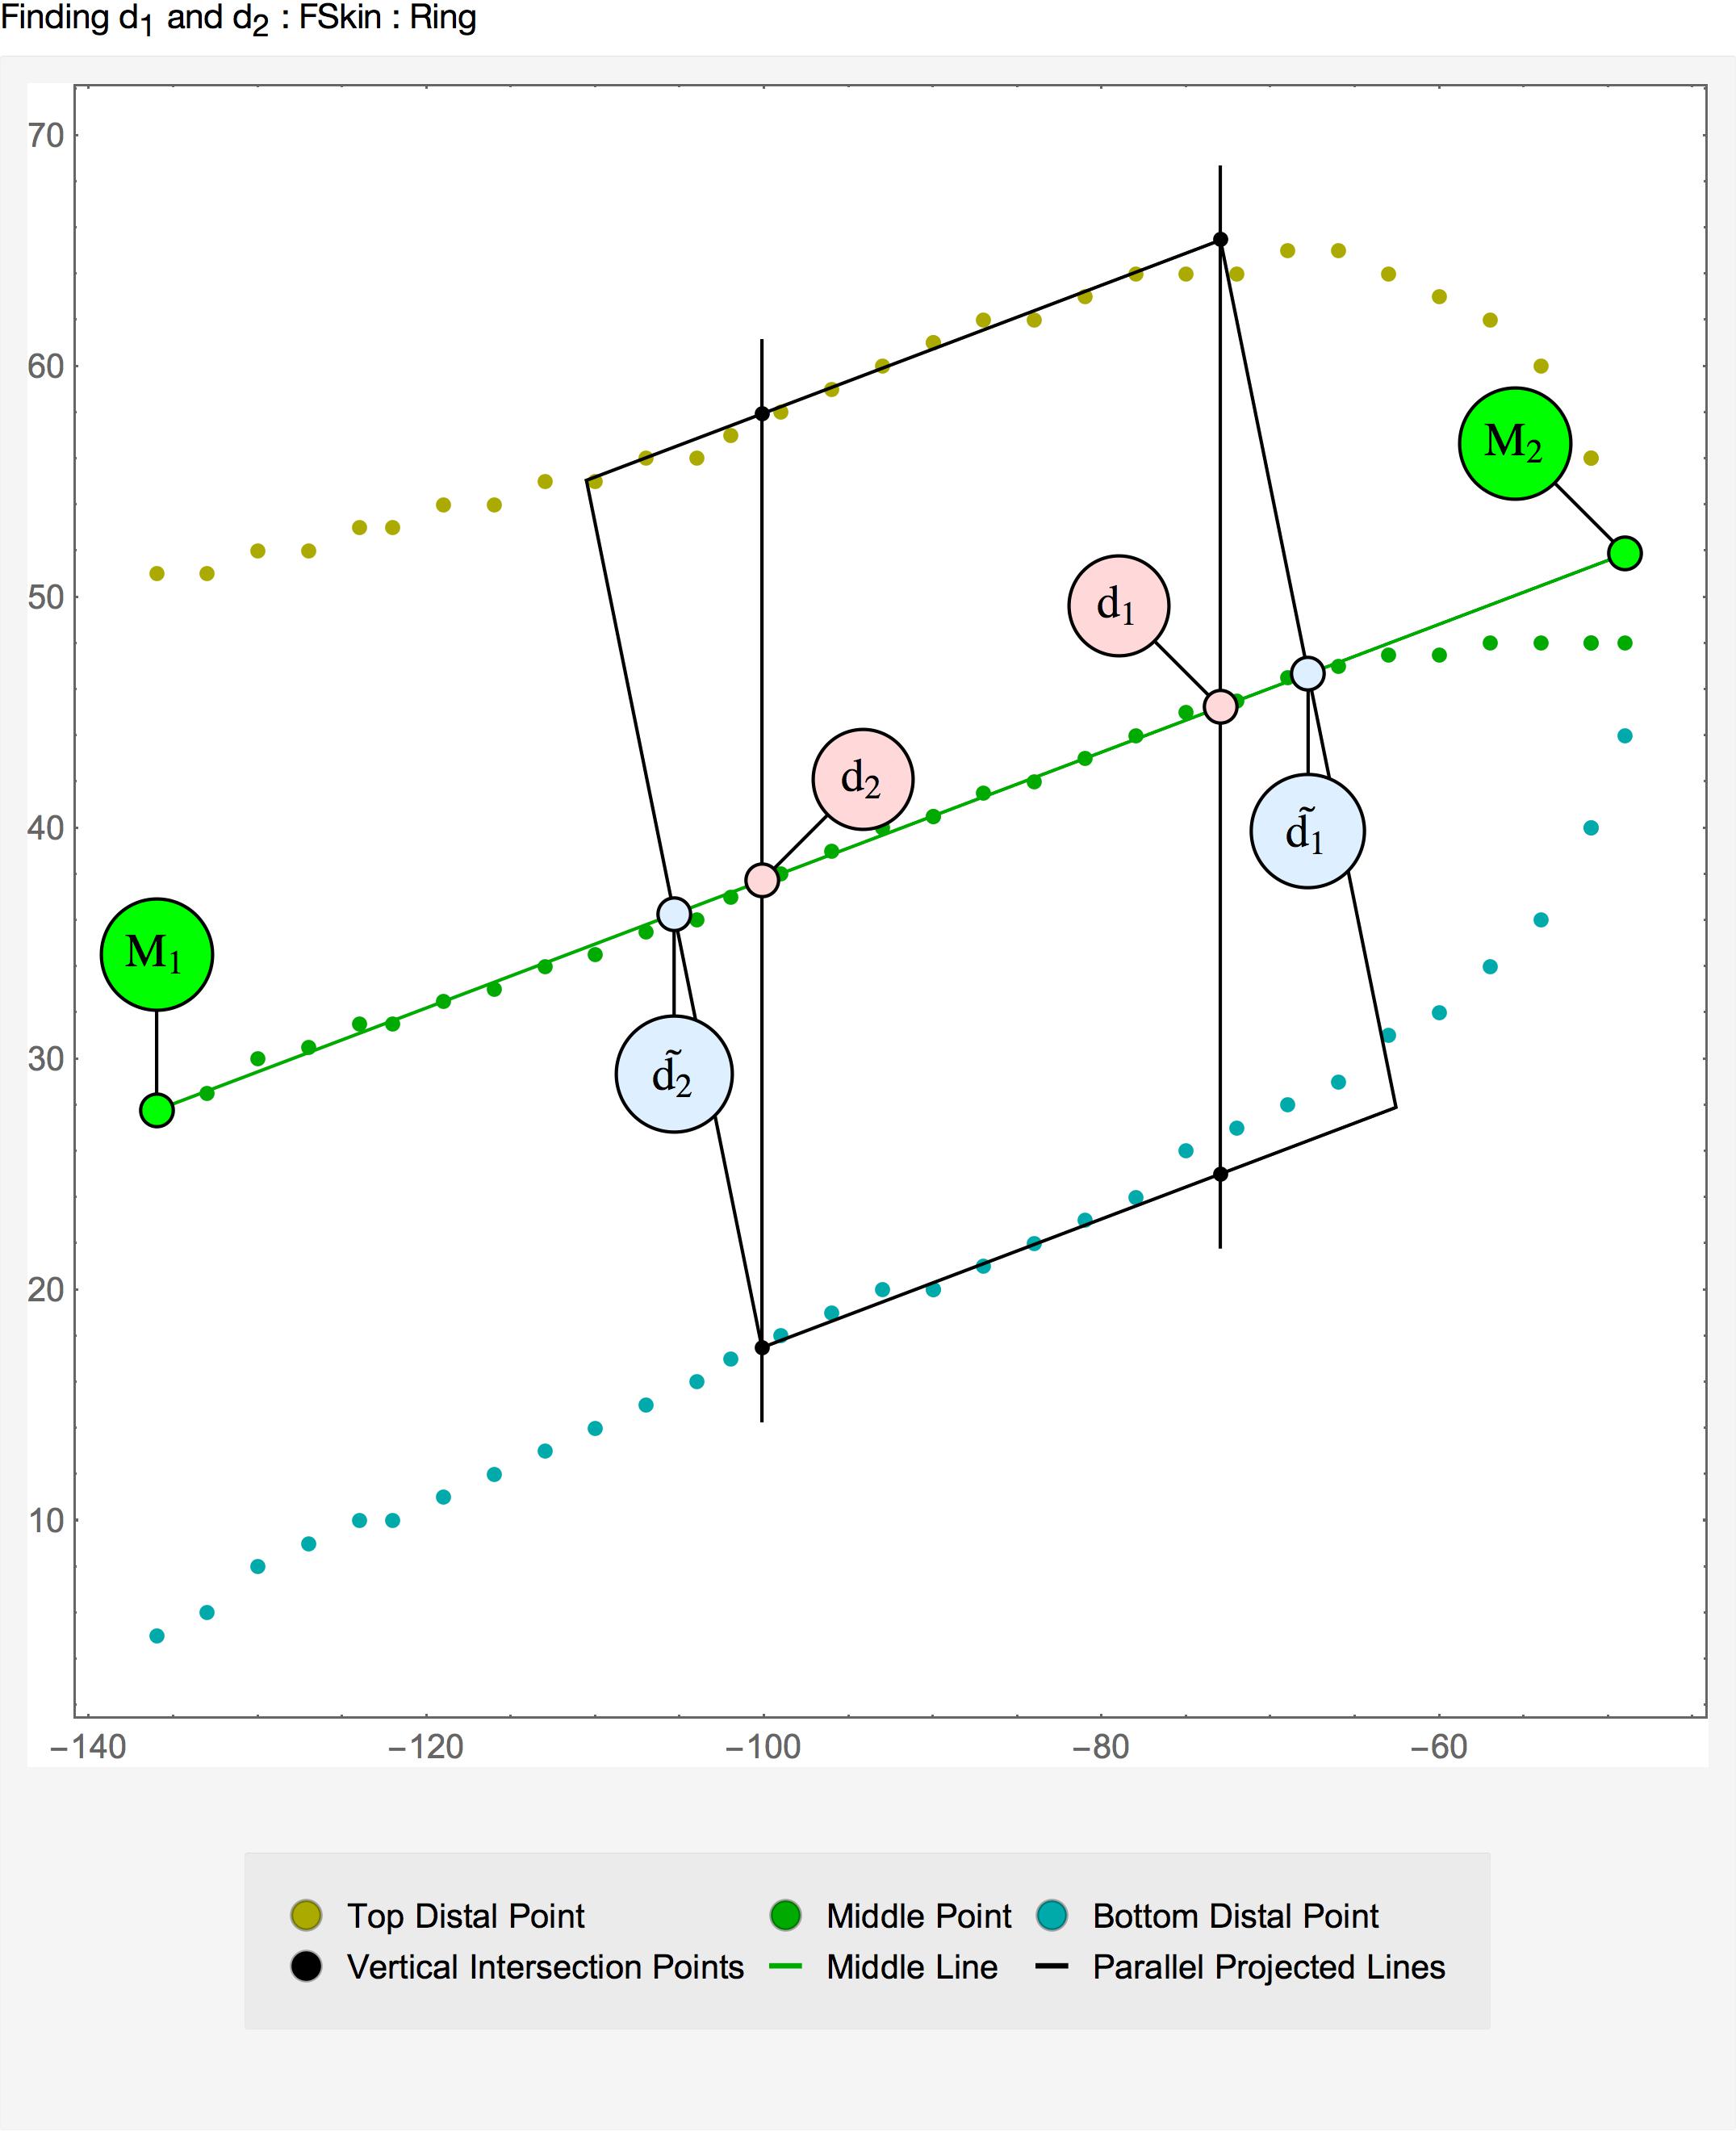 Finding d₁ and d₂ : FSkin : Ring
70
60
50
40
30
20
10
−140 −120 −100 −80 −60
M₂
d₁
d₂
d̃₁
M₁
d̃₂
Top Distal Point Middle Point Bottom Distal Point
Vertical Intersection Points Middle Line Parallel Projected Lines